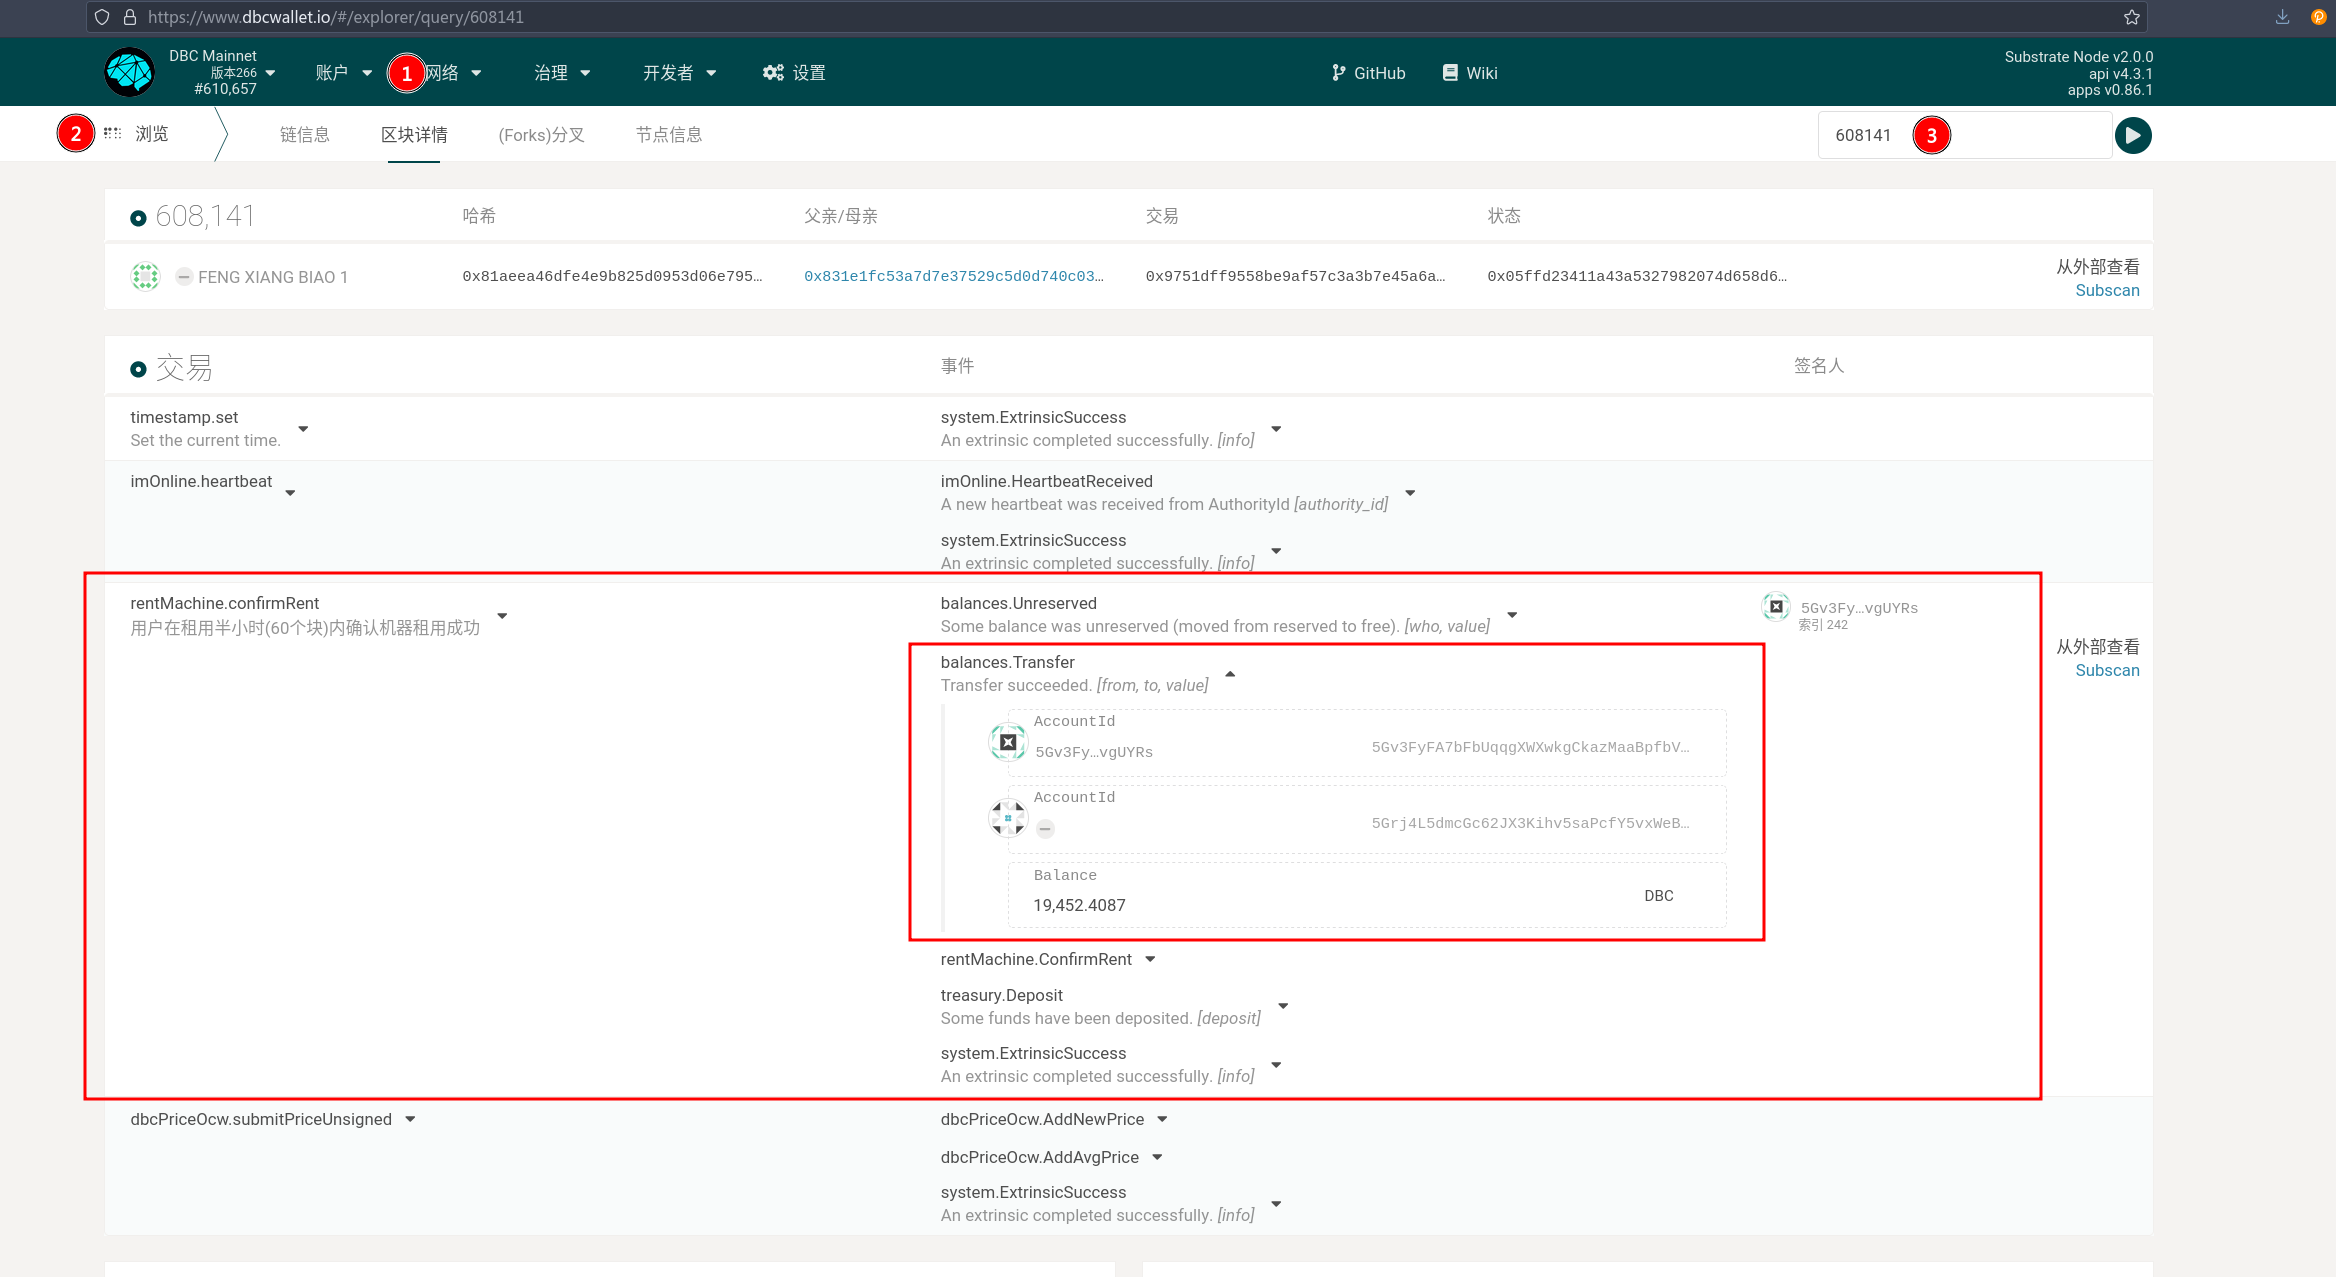 https://www.dbcwallet.io/#/explorer/query/608141
DBC Mainnet
版本266
#610,657
账户
1
网络
治理
开发者
设置
GitHub
Wiki
Substrate Node v2.0.0
api v4.3.1
apps v0.86.1
2
浏览
链信息
区块详情
(Forks)分叉
节点信息
608141
3
608,141
哈希
父亲/母亲
交易
状态
FENG XIANG BIAO 1
0x81aeea46dfe4e9b825d0953d06e795…
0x831e1fc53a7d7e37529c5d0d740c03…
0x9751dff9558be9af57c3a3b7e45a6a…
0x05ffd23411a43a5327982074d658d6…
从外部查看
Subscan
交易
事件
签名人
timestamp.set
Set the current time.
system.ExtrinsicSuccess
An extrinsic completed successfully. [info]
imOnline.heartbeat
imOnline.HeartbeatReceived
A new heartbeat was received from AuthorityId [authority_id]
system.ExtrinsicSuccess
An extrinsic completed successfully. [info]
rentMachine.confirmRent
用户在租用半小时(60个块)内确认机器租用成功
balances.Unreserved
Some balance was unreserved (moved from reserved to free). [who, value]
5Gv3Fy…vgUYRs
索引 242
从外部查看
Subscan
balances.Transfer
Transfer succeeded. [from, to, value]
AccountId
5Gv3Fy…vgUYRs
5Gv3FyFA7bFbUqqgXWXwkgCkazMaaBpfbV…
AccountId
5Grj4L5dmcGc62JX3Kihv5saPcfY5vxWeB…
Balance
19,452.4087
DBC
rentMachine.ConfirmRent
treasury.Deposit
Some funds have been deposited. [deposit]
system.ExtrinsicSuccess
An extrinsic completed successfully. [info]
dbcPriceOcw.submitPriceUnsigned
dbcPriceOcw.AddNewPrice
dbcPriceOcw.AddAvgPrice
system.ExtrinsicSuccess
An extrinsic completed successfully. [info]